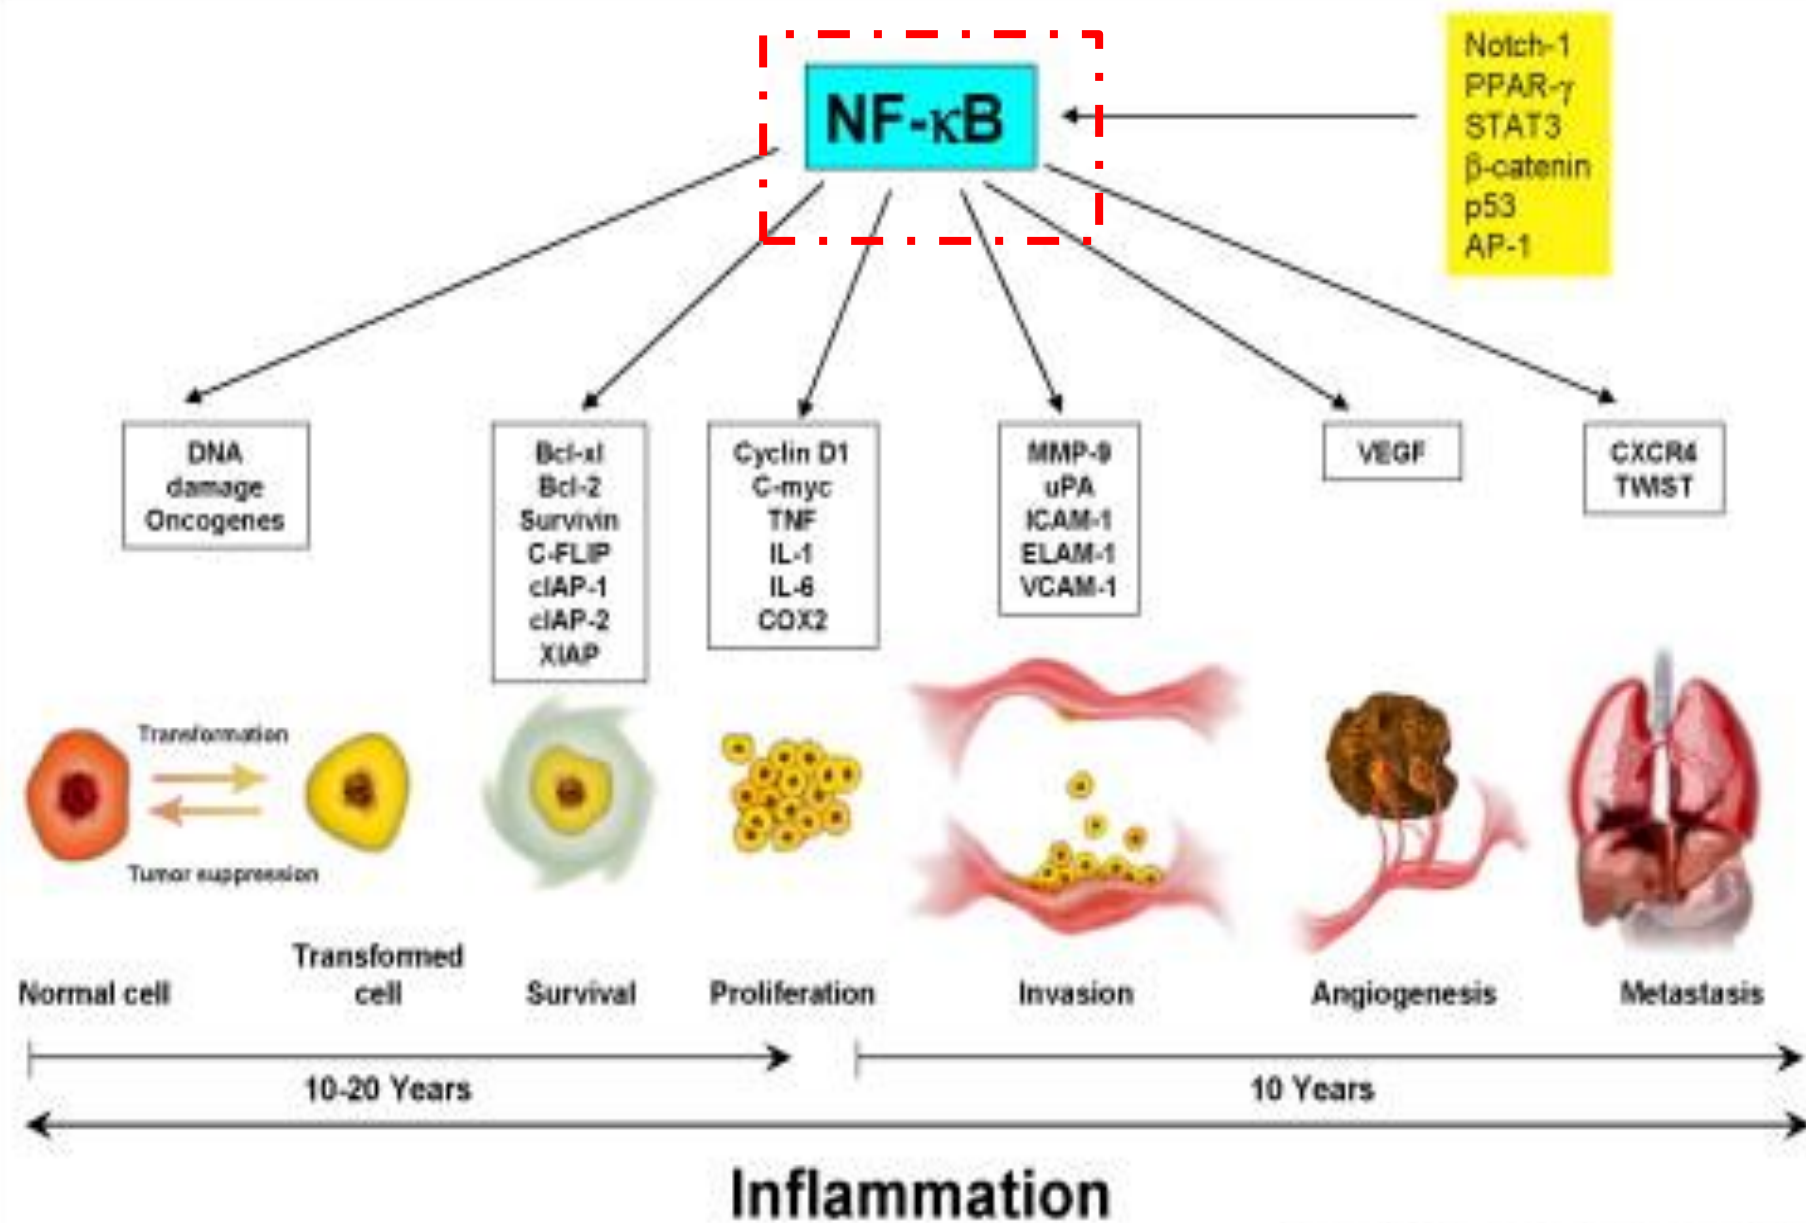 NF-κB
Notch-1
PPAR-γ
STAT3
β-catenin
p53
AP-1
DNA
damage
Oncogenes
Bcl-xl
Bcl-2
Survivin
C-FLIP
cIAP-1
cIAP-2
XIAP
Cyclin D1
C-myc
TNF
IL-1
IL-6
COX2
MMP-9
uPA
ICAM-1
ELAM-1
VCAM-1
VEGF
CXCR4
TWIST
Transformation
Tumor suppression
Normal cell
Transformed
cell
Survival
Proliferation
Invasion
Angiogenesis
Metastasis
10-20 Years
10 Years
Inflammation